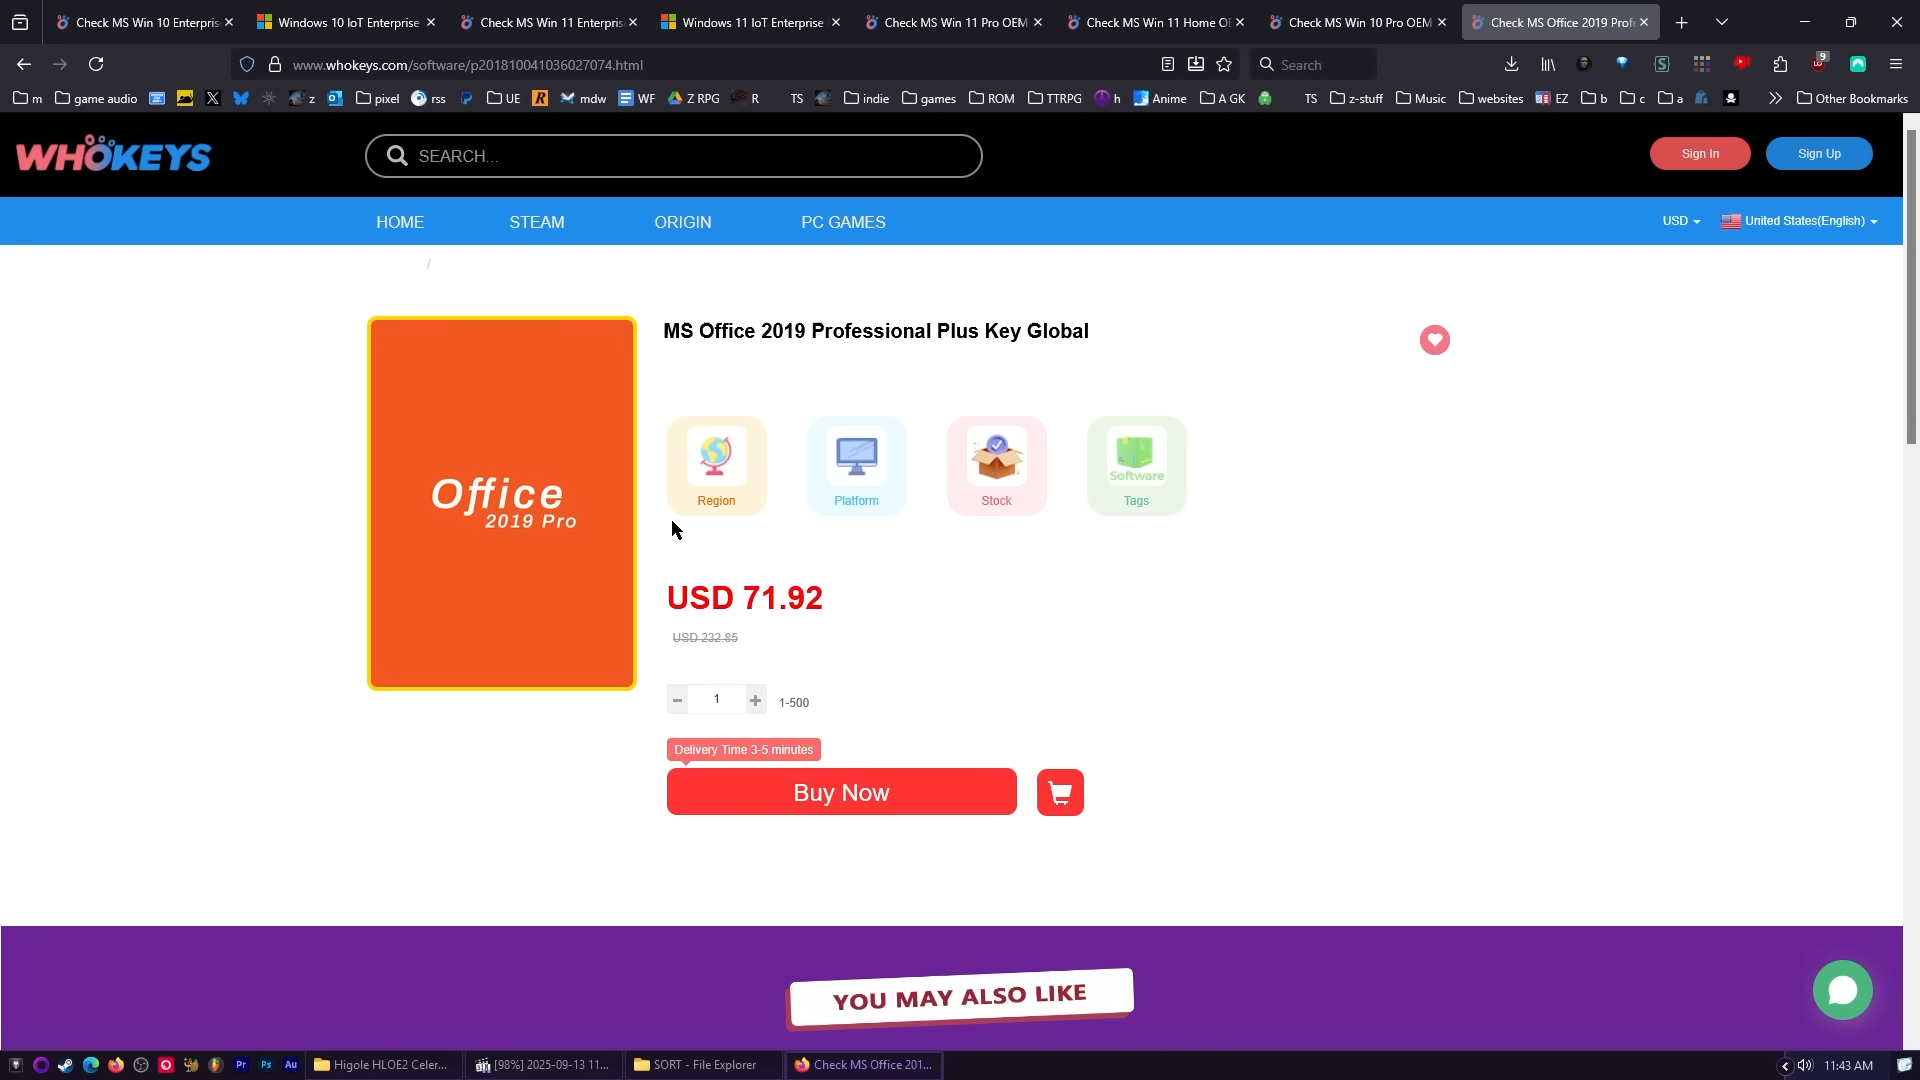 Check MS Win 10 Enterpris
Windows 10 IoT Enterprise
Check MS Win 11 Enterpris
Windows 11 IoT Enterprise
Check MS Win 11 Pro OEM
Check MS Win 11 Home OE
Check MS Win 10 Pro OEM
Check MS Office 2019 Profe
www.whokeys.com/software/p201810041036027074.html
Search
9
m
game audio
z
pixel
rss
UE
mdw
WF
Z RPG
R
TS
indie
games
ROM
TTRPG
h
Anime
A GK
TS
z-stuff
Music
websites
EZ
b
c
a
Other Bookmarks
WHOKEYS
SEARCH...
Sign In
Sign Up
HOME
STEAM
ORIGIN
PC GAMES
USD
United States(English)
/
Office
2019 Pro
MS Office 2019 Professional Plus Key Global
Region
Platform
Stock
Software
Tags
USD 71.92
USD 232.85
1
1-500
Delivery Time 3-5 minutes
Buy Now
YOU MAY ALSO LIKE
Pr
Ps
Au
Higole HLOE2 Celer...
[98%] 2025-09-13 11...
SORT - File Explorer
Check MS Office 201...
11:43 AM